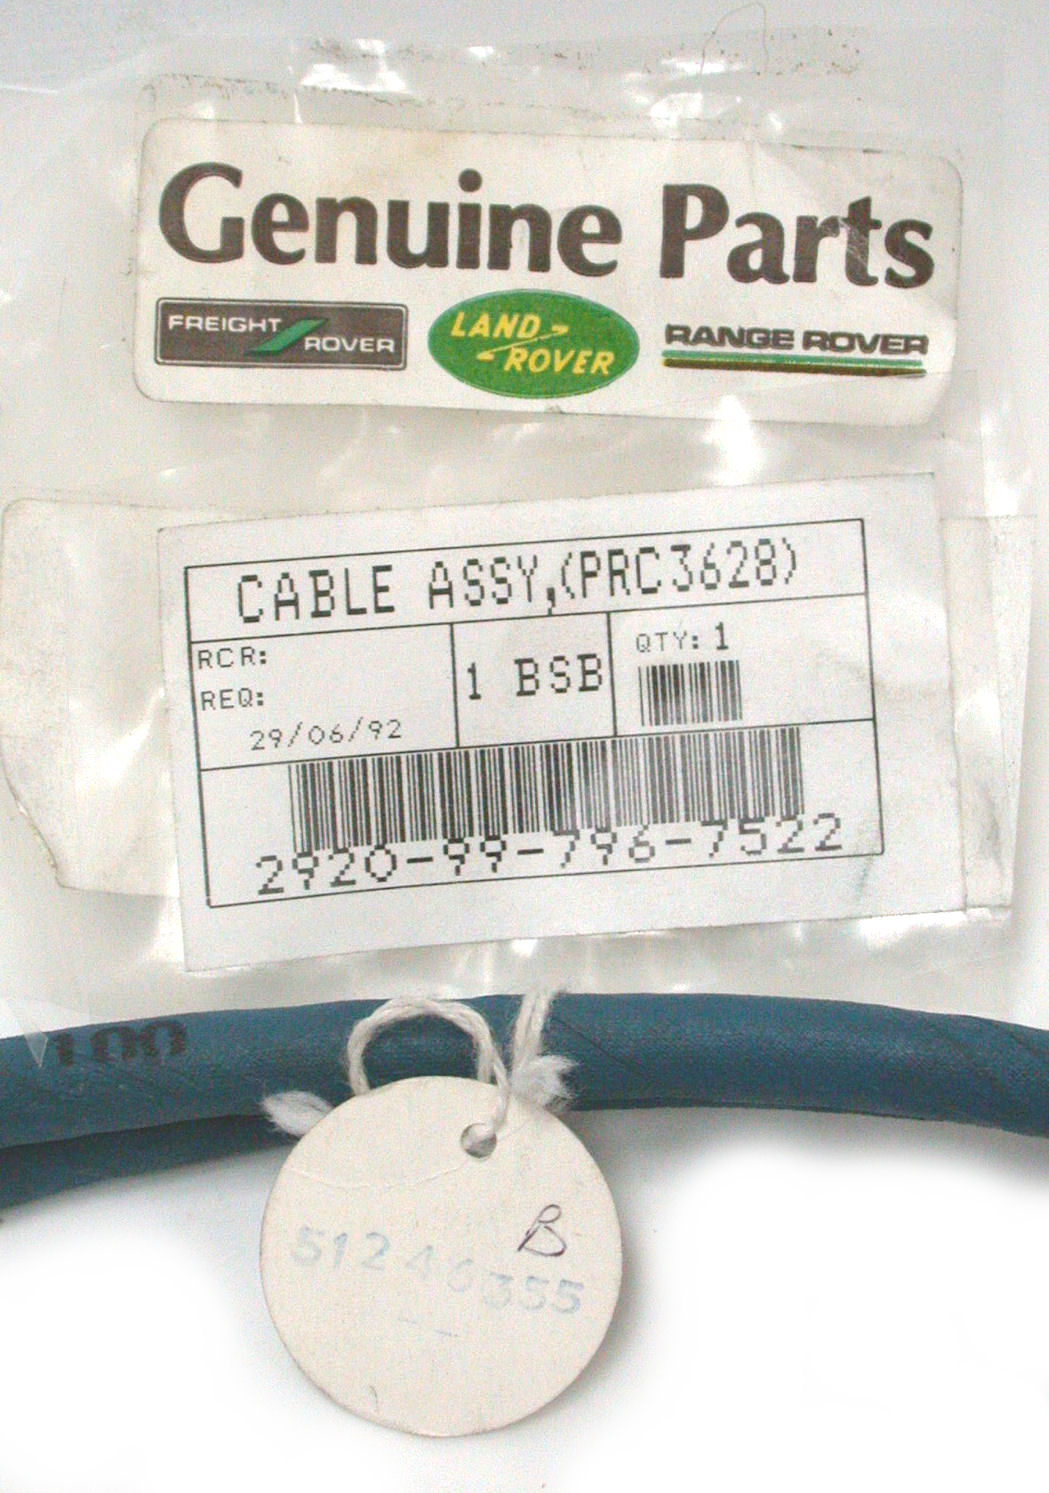 Genuine Parts
FREIGHT ROVER
LAND ROVER
RANGE ROVER
CABLE ASSY,(PRC3628)
RCR:
REQ:
29/06/92
1 BSB
QTY: 1
2920-99-796-7522
100
B
51246355